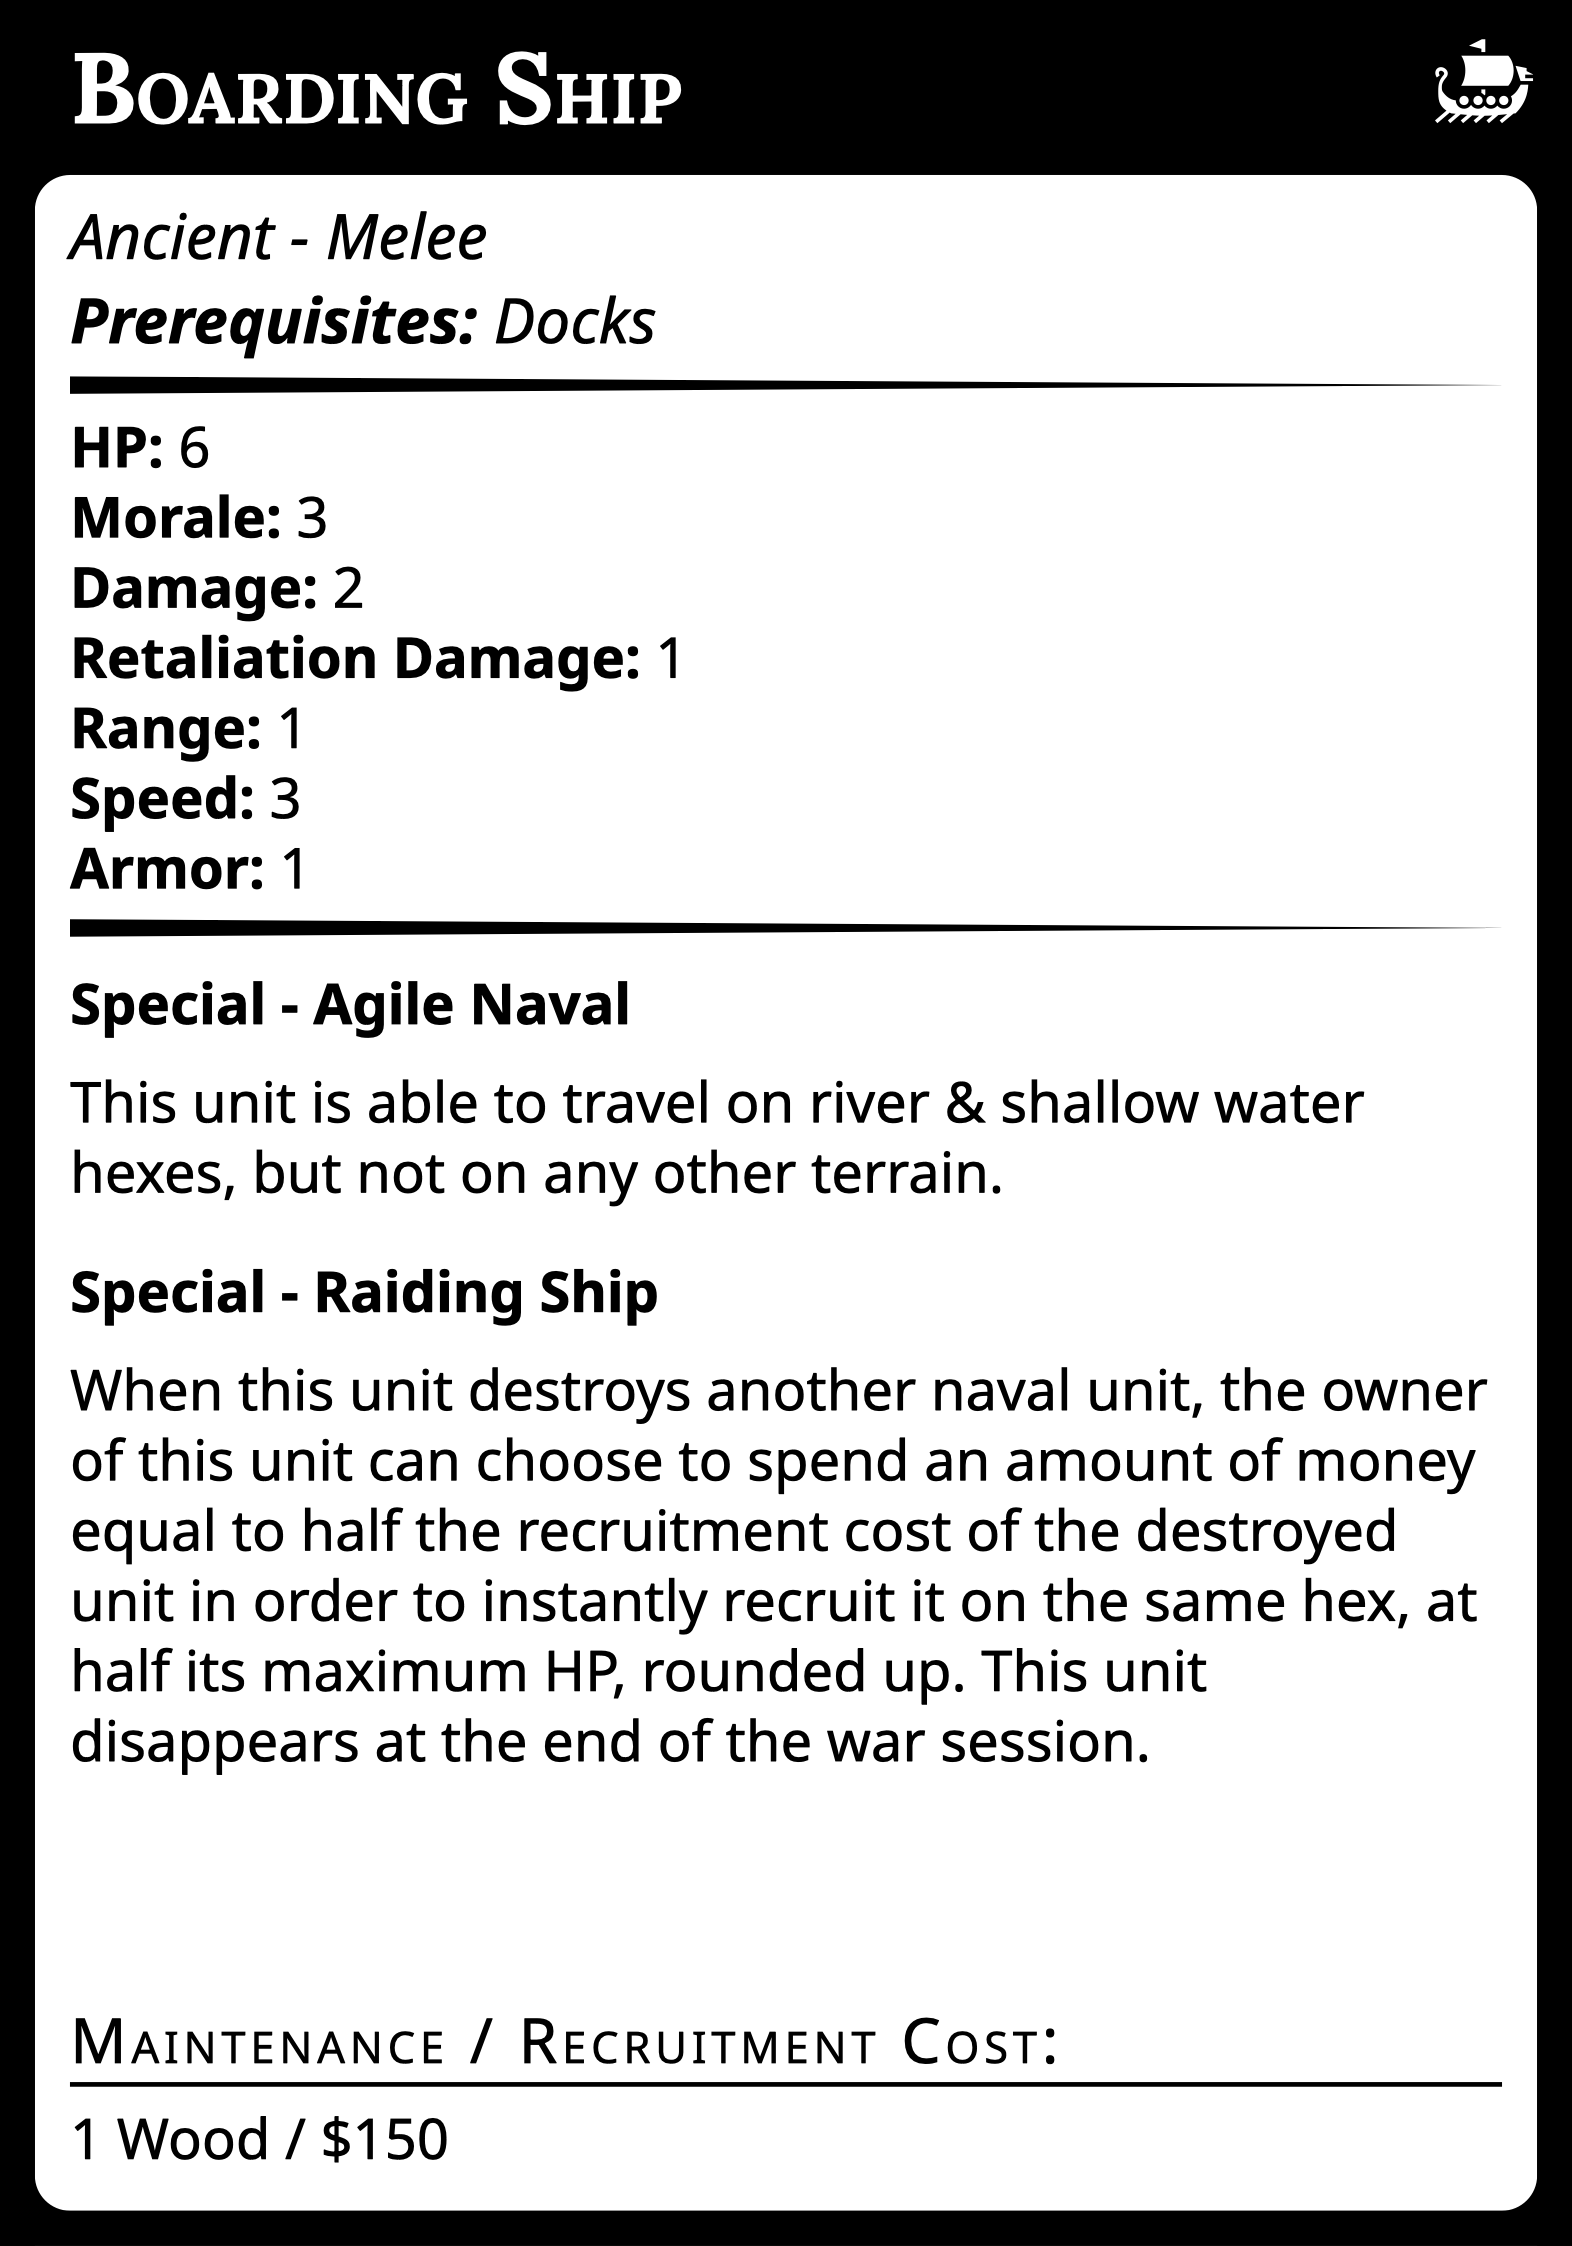 Boarding Ship
Ancient - Melee
Prerequisites: Docks
HP: 6
Morale: 3
Damage: 2
Retaliation Damage: 1
Range: 1
Speed: 3
Armor: 1
Special - Agile Naval
This unit is able to travel on river & shallow water
hexes, but not on any other terrain.
Special - Raiding Ship
When this unit destroys another naval unit, the owner
of this unit can choose to spend an amount of money
equal to half the recruitment cost of the destroyed
unit in order to instantly recruit it on the same hex, at
half its maximum HP, rounded up. This unit
disappears at the end of the war session.
Maintenance / Recruitment Cost:
1 Wood / $150